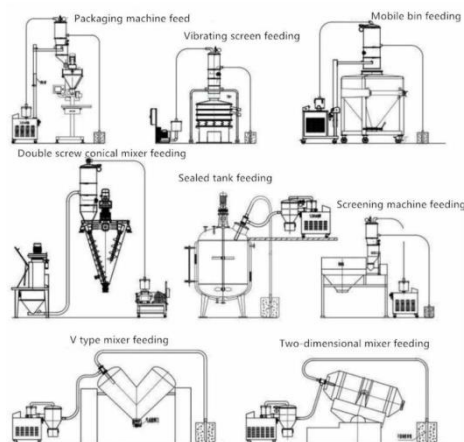 Packaging machine feed
Vibrating screen feeding
Mobile bin feeding
Double screw conical mixer feeding
Sealed tank feeding
Screening machine feeding
V type mixer feeding
Two-dimensional mixer feeding